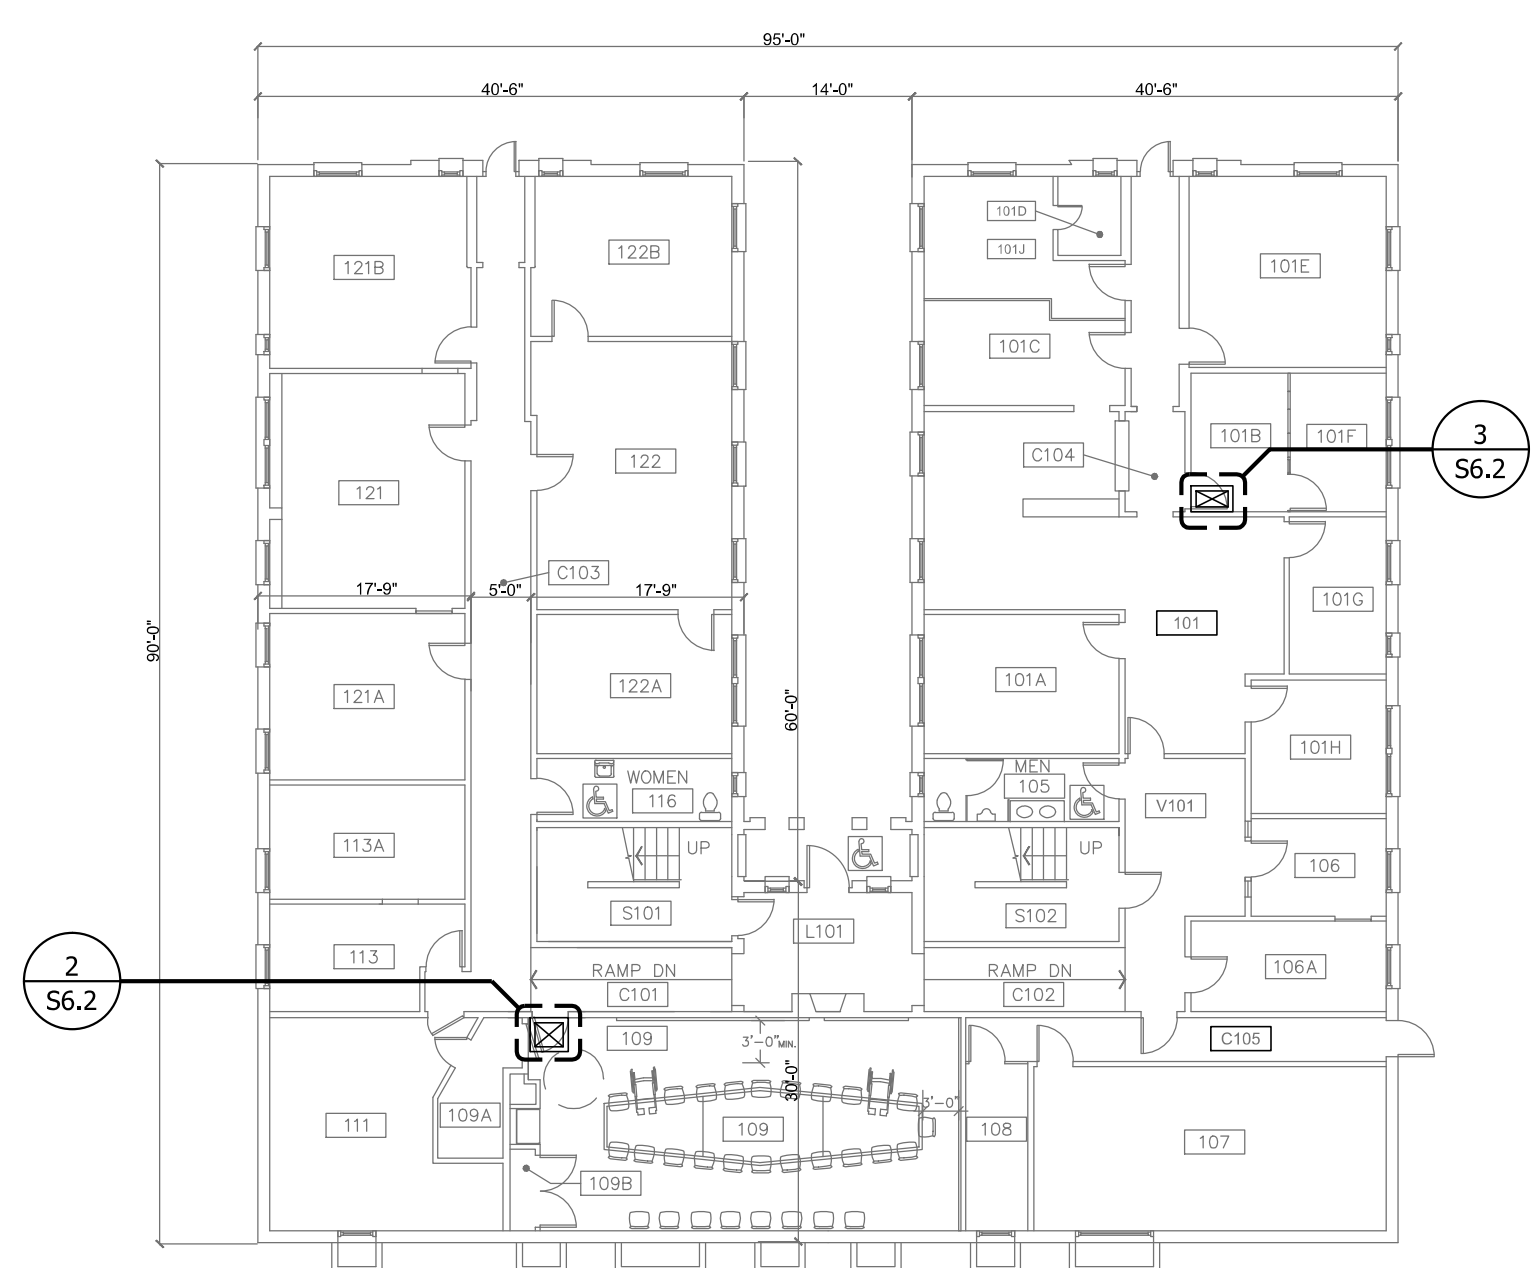 95'-0"
40'-6" 14'-0" 40'-6"
101D
101J
122B
121B
101E
101C
3
S6.2
101B 101F
C104
122
121
C103
17'-9" 5'-0" 17'-9"
101G
101
90'-0"
122A
101A
121A
60'-0"
101H
WOMEN
116
MEN
105
V101
113A
UP
UP
106
S101
S102
L101
113
2
S6.2
RAMP DN
C101
RAMP DN
C102
106A
109
3'-0" MIN.
C105
30'-0"
3'-0"
109A
111
109
108
107
109B